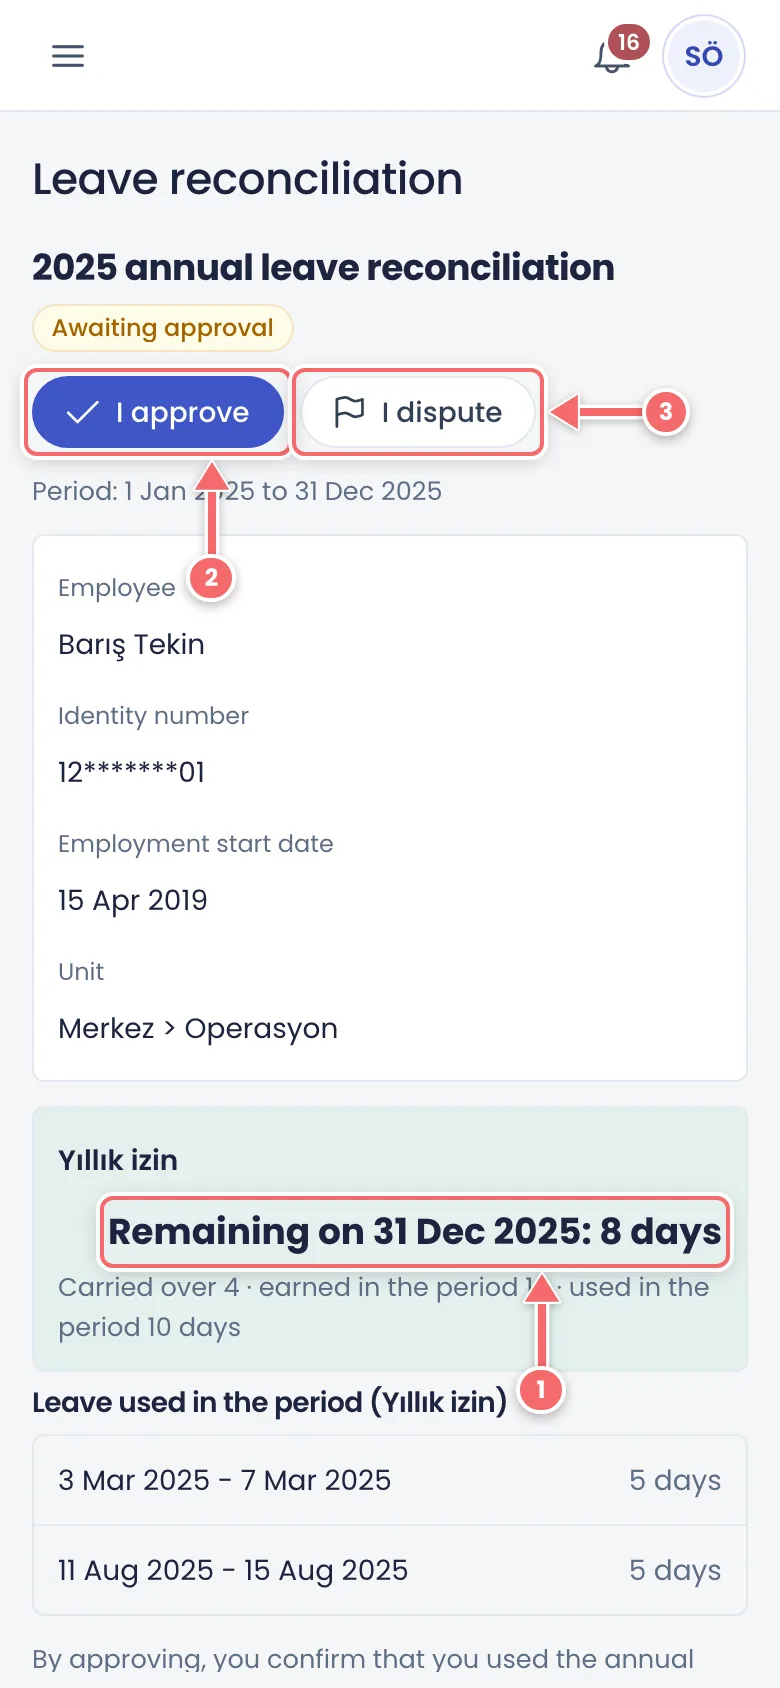 16
SÖ
Leave reconciliation
2025 annual leave reconciliation
Awaiting approval
I approve
I dispute
3
Period: 1 Jan 2025 to 31 Dec 2025
2
Employee
Barış Tekin
Identity number
12*******01
Employment start date
15 Apr 2019
Unit
Merkez > Operasyon
Yıllık izin
Remaining on 31 Dec 2025: 8 days
Carried over 4 · earned in the period · used in the
period 10 days
1
Leave used in the period (Yıllık izin)
3 Mar 2025 - 7 Mar 2025
5 days
11 Aug 2025 - 15 Aug 2025
5 days
By approving, you confirm that you used the annual